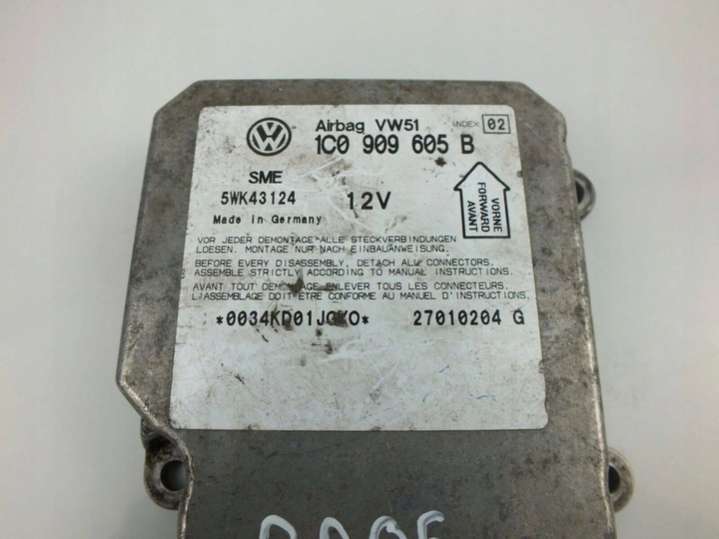 Airbag VW51 INDEX 02
1C0 909 605 B
SME
5WK43124 12V
Made in Germany
VORNE
FORWARD
AVANT
VOR JEDER DEMONTAGE ALLE STECKVERBINDUNGEN
LOESEN. MONTAGE NUR NACH EINBAUANWEISUNG.
BEFORE EVERY DISASSEMBLY, DETACH ALL CONNECTORS.
ASSEMBLE STRICTLY ACCORDING TO MANUAL INSTRUCTIONS.
AVANT TOUT DEMONTAGE ENLEVER TOUS LES CONNECTEURS.
L'ASSEMBLAGE DOIT ETRE CONFORME AU MANUEL D'INSTRUCTIONS.
27010204 G